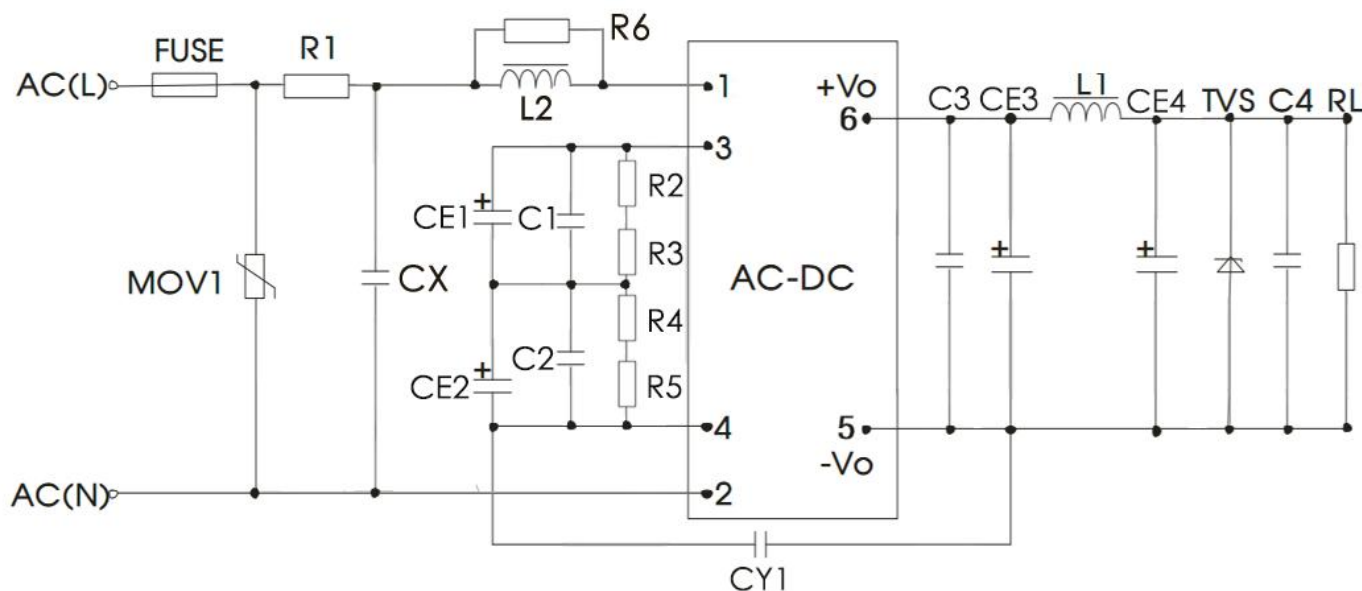 R6
FUSE
R1
AC(L)
L2
1
3
+Vo
6
C3
CE3
L1
CE4
TVS
C4
RL
R2
+
CE1
C1
R3
MOV1
CX
AC-DC
+
+
R4
+
C2
CE2
R5
4
5
-Vo
AC(N)
2
CY1